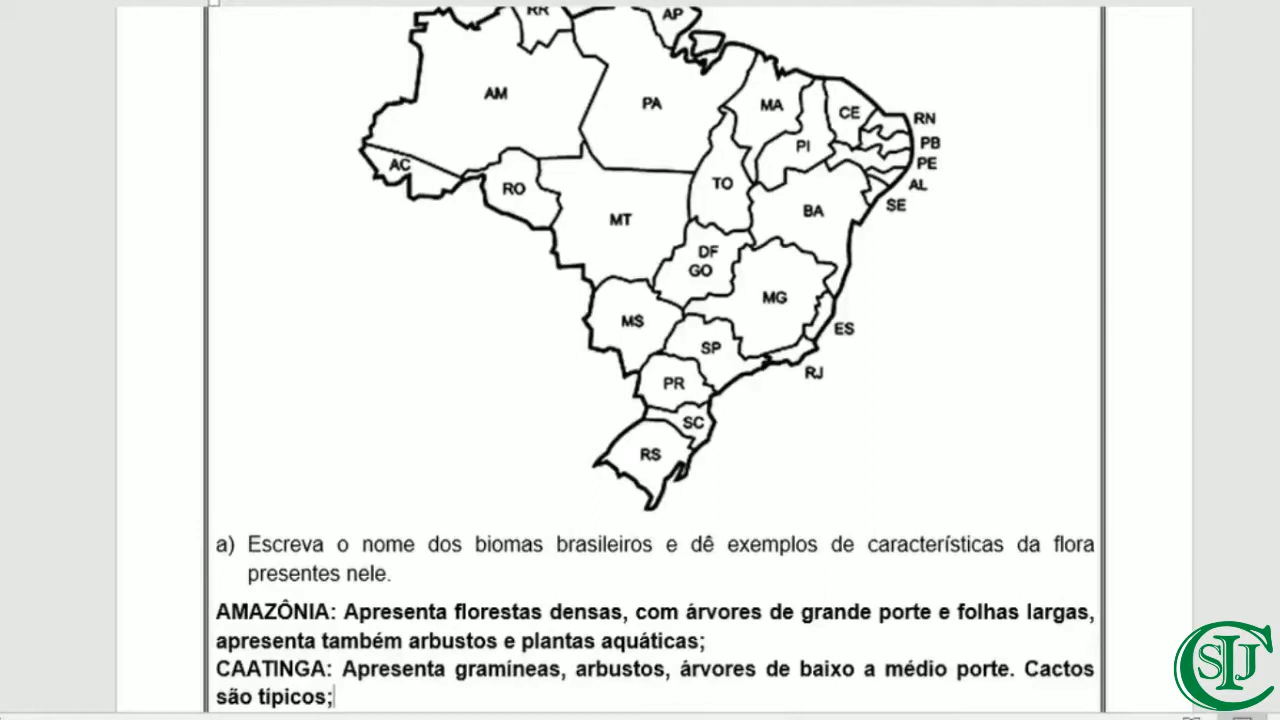 RR
AP
AM
PA
MA
CE
RN
PB
PI
PE
AC
AL
RO
TO
SE
MT
BA
DF
GO
MG
MS
ES
SP
RJ
PR
SC
RS
a) Escreva o nome dos biomas brasileiros e dê exemplos de características da flora
presentes nele.
AMAZÔNIA: Apresenta florestas densas, com árvores de grande porte e folhas largas,
apresenta também arbustos e plantas aquáticas;
CAATINGA: Apresenta gramíneas, arbustos, árvores de baixo a médio porte. Cactos
são típicos;